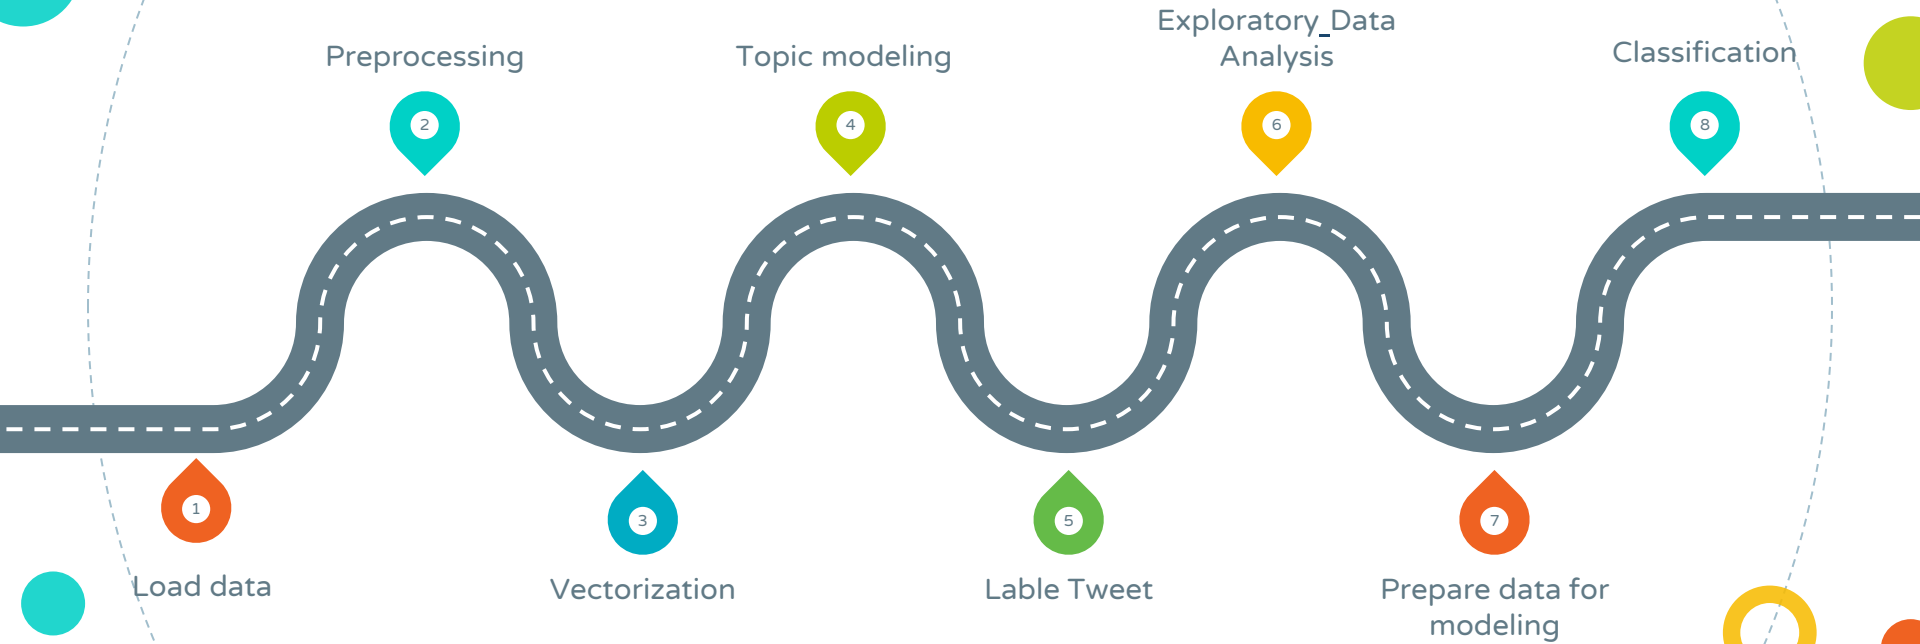 Exploratory_Data
Analysis
Preprocessing
Topic modeling
Classification
2
4
6
8
1
3
5
7
Load data
Vectorization
Lable Tweet
Prepare data for
modeling